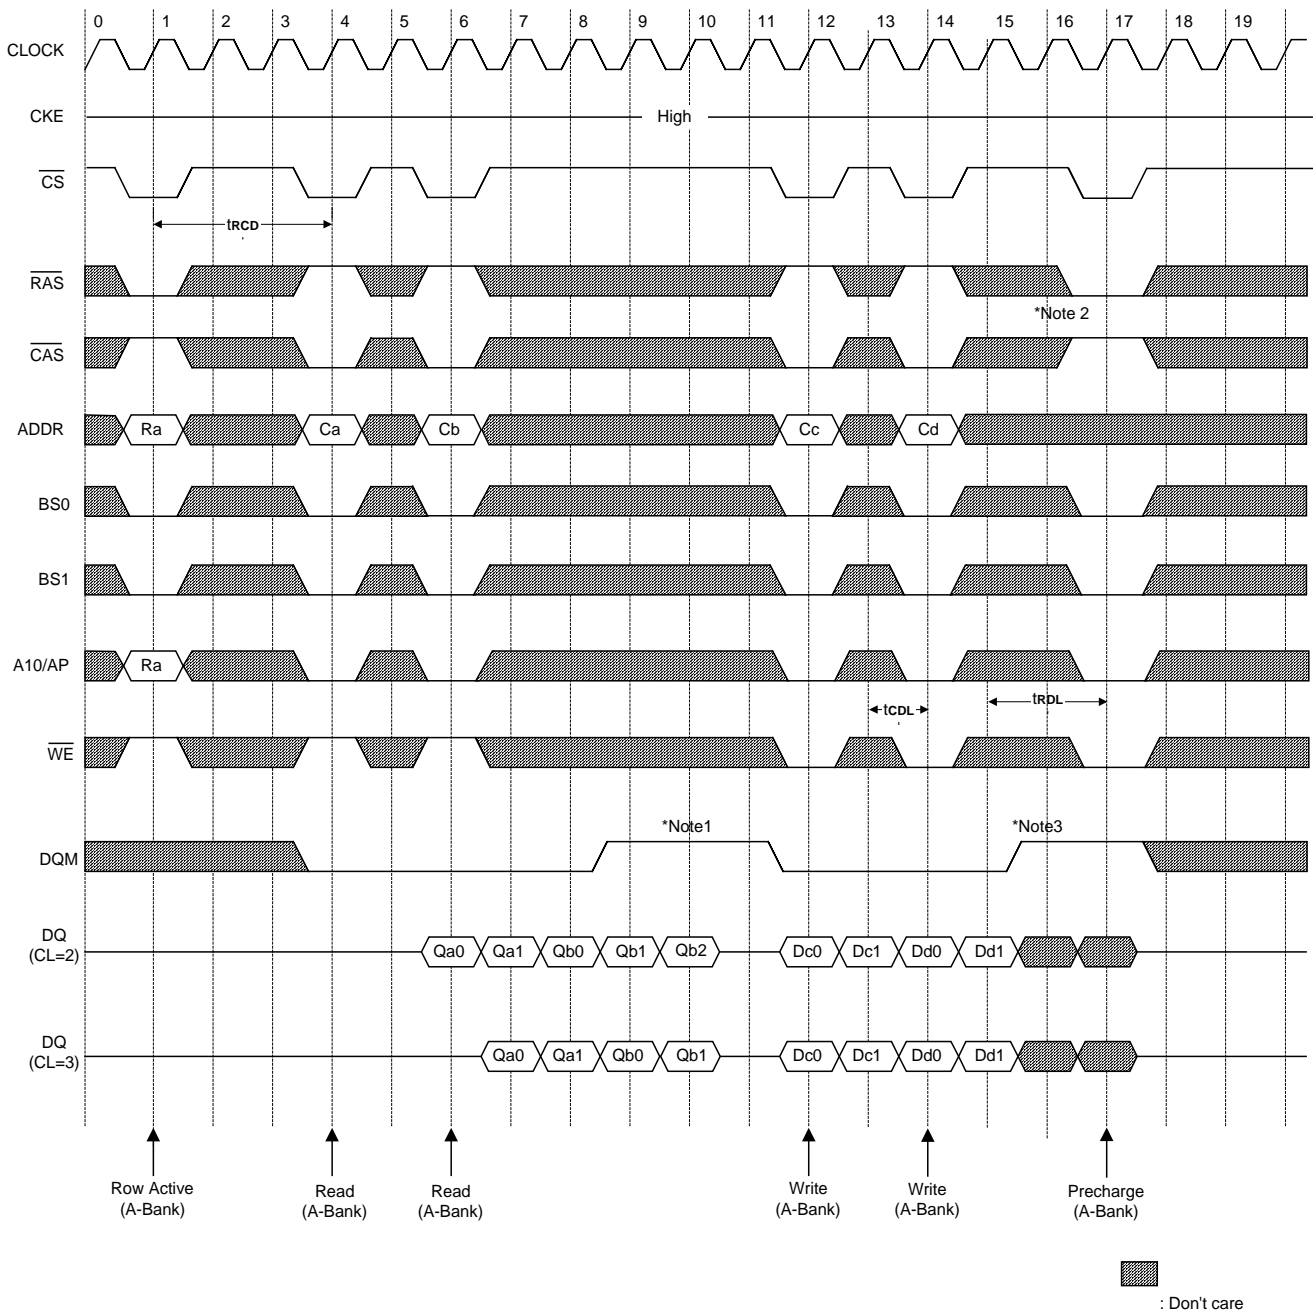 0 1 2 3 4 5 6 7 8 9 10 11 12 13 14 15 16 17 18 19
CLOCK
CKE High
CS
tRCD
RAS
*Note 2
CAS
ADDR Ra Ca Cb Cc Cd
BS0
BS1
A10/AP Ra
tCDL tRDL
WE
*Note1 *Note3
DQM
DQ
(CL=2) Qa0 Qa1 Qb0 Qb1 Qb2 Dc0 Dc1 Dd0 Dd1
DQ
(CL=3) Qa0 Qa1 Qb0 Qb1 Dc0 Dc1 Dd0 Dd1
Row Active
(A-Bank)
Read
(A-Bank)
Read
(A-Bank)
Write
(A-Bank)
Write
(A-Bank)
Precharge
(A-Bank)
: Don't care